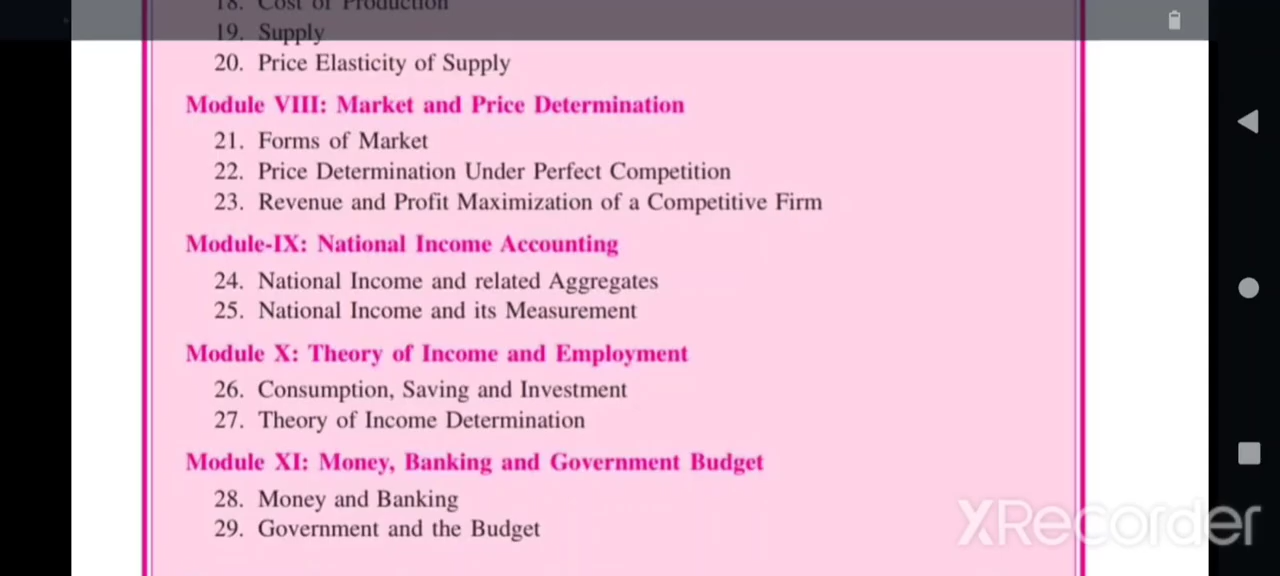 18. Cost of Production
19. Supply
20. Price Elasticity of Supply
Module VIII: Market and Price Determination
21. Forms of Market
22. Price Determination Under Perfect Competition
23. Revenue and Profit Maximization of a Competitive Firm
Module-IX: National Income Accounting
24. National Income and related Aggregates
25. National Income and its Measurement
Module X: Theory of Income and Employment
26. Consumption, Saving and Investment
27. Theory of Income Determination
Module XI: Money, Banking and Government Budget
28. Money and Banking
29. Government and the Budget
XRecorder